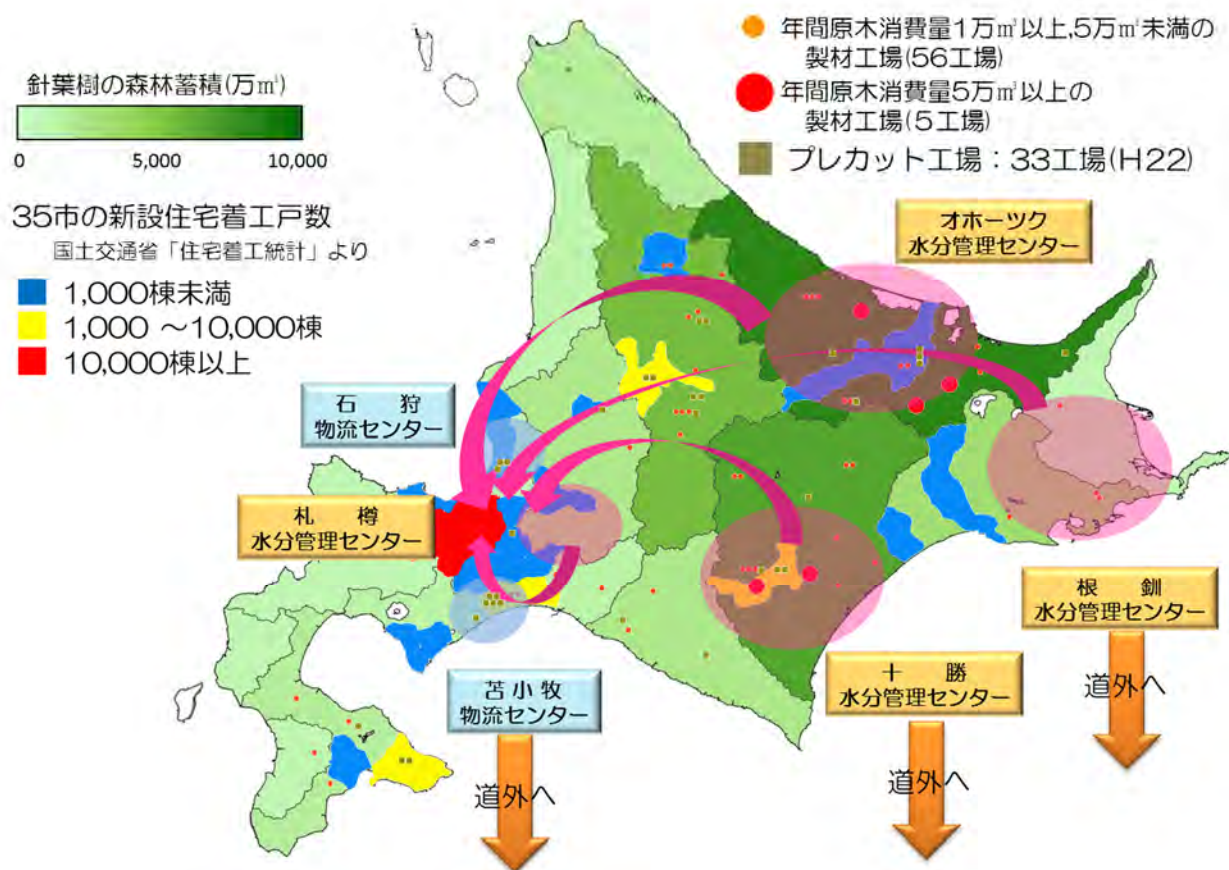 針葉樹の森林蓄積(万㎥)
0 5,000 10,000
35市の新設住宅着工戸数
国土交通省「住宅着工統計」より
1,000棟未満
1,000 ～10,000棟
10,000棟以上
年間原木消費量1万㎥以上,5万㎥未満の
製材工場(56工場)
年間原木消費量5万㎥以上の
製材工場(5工場)
プレカット工場：33工場(H22)
オホーツク
水分管理センター
石 狩
物流センター
札 樽
水分管理センター
根 釧
水分管理センター
十 勝
水分管理センター
苫小牧
物流センター
道外へ
道外へ
道外へ